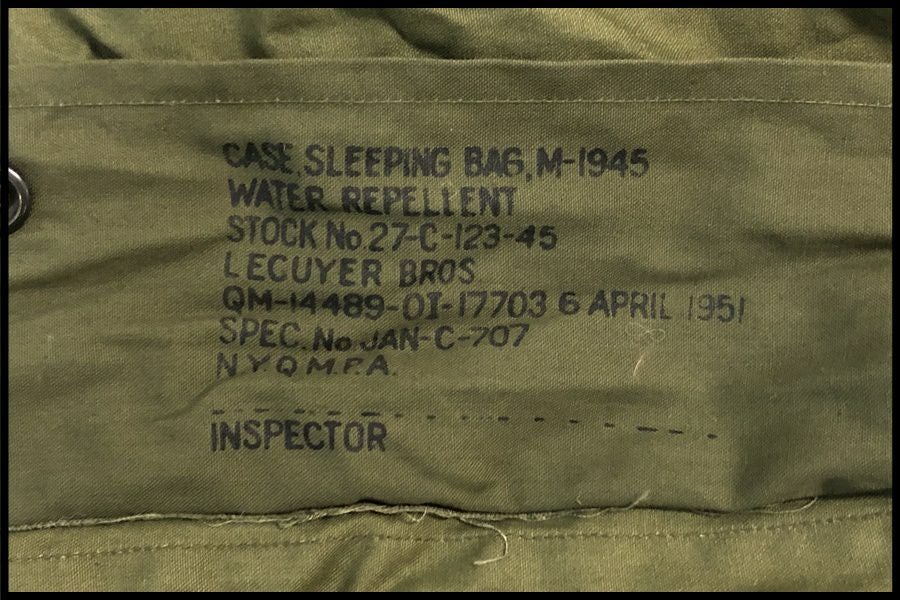 CASE, SLEEPING BAG, M-1945
WATER REPELLENT
STOCK No. 27-C-123-45
LECUYER BROS
QM-14489-OI-17703 6 APRIL 1951
SPEC. No JAN-C-707
N.Y.Q.M.P.A.
INSPECTOR